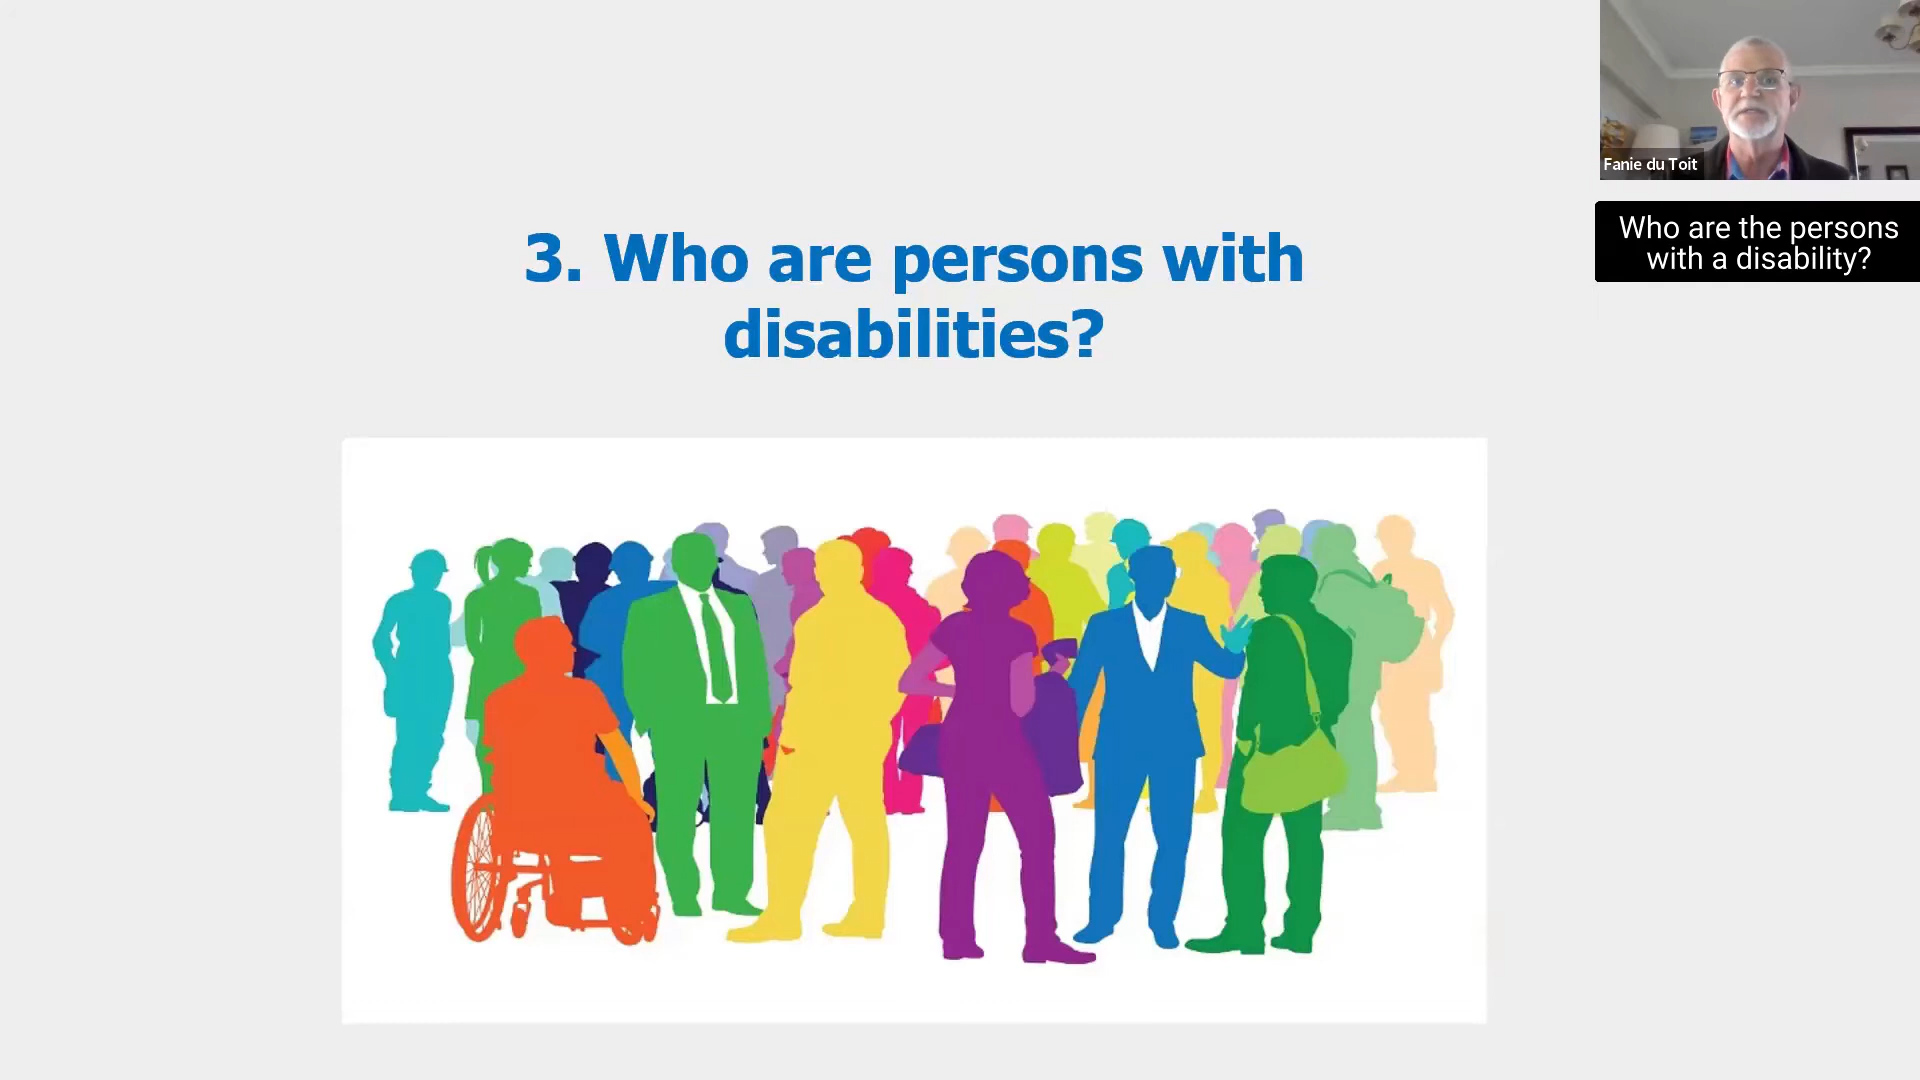 3. Who are persons with
disabilities?
Fanie du Toit
Who are the persons
with a disability?